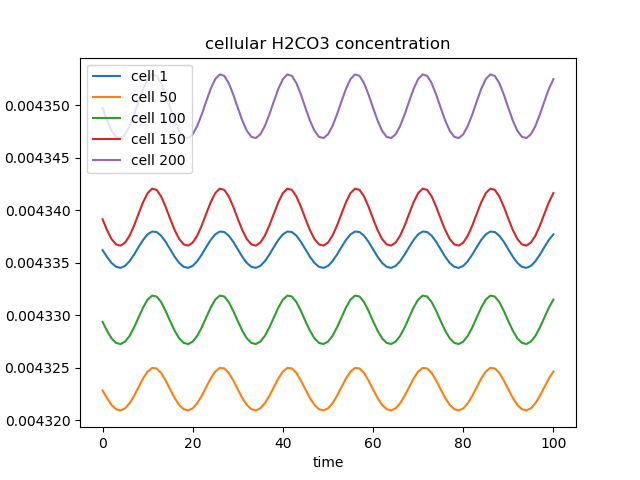 cellular H2CO3 concentration
cell 1
cell 50
cell 100
cell 150
cell 200
0.004350
0.004345
0.004340
0.004335
0.004330
0.004325
0.004320
0 20 40 60 80 100
time